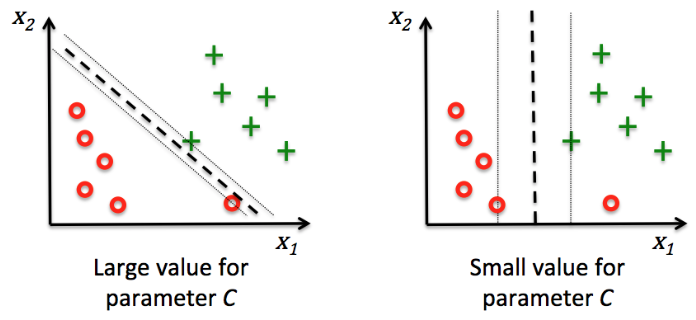 x2
x1
Large value for
parameter C
x2
x1
Small value for
parameter C